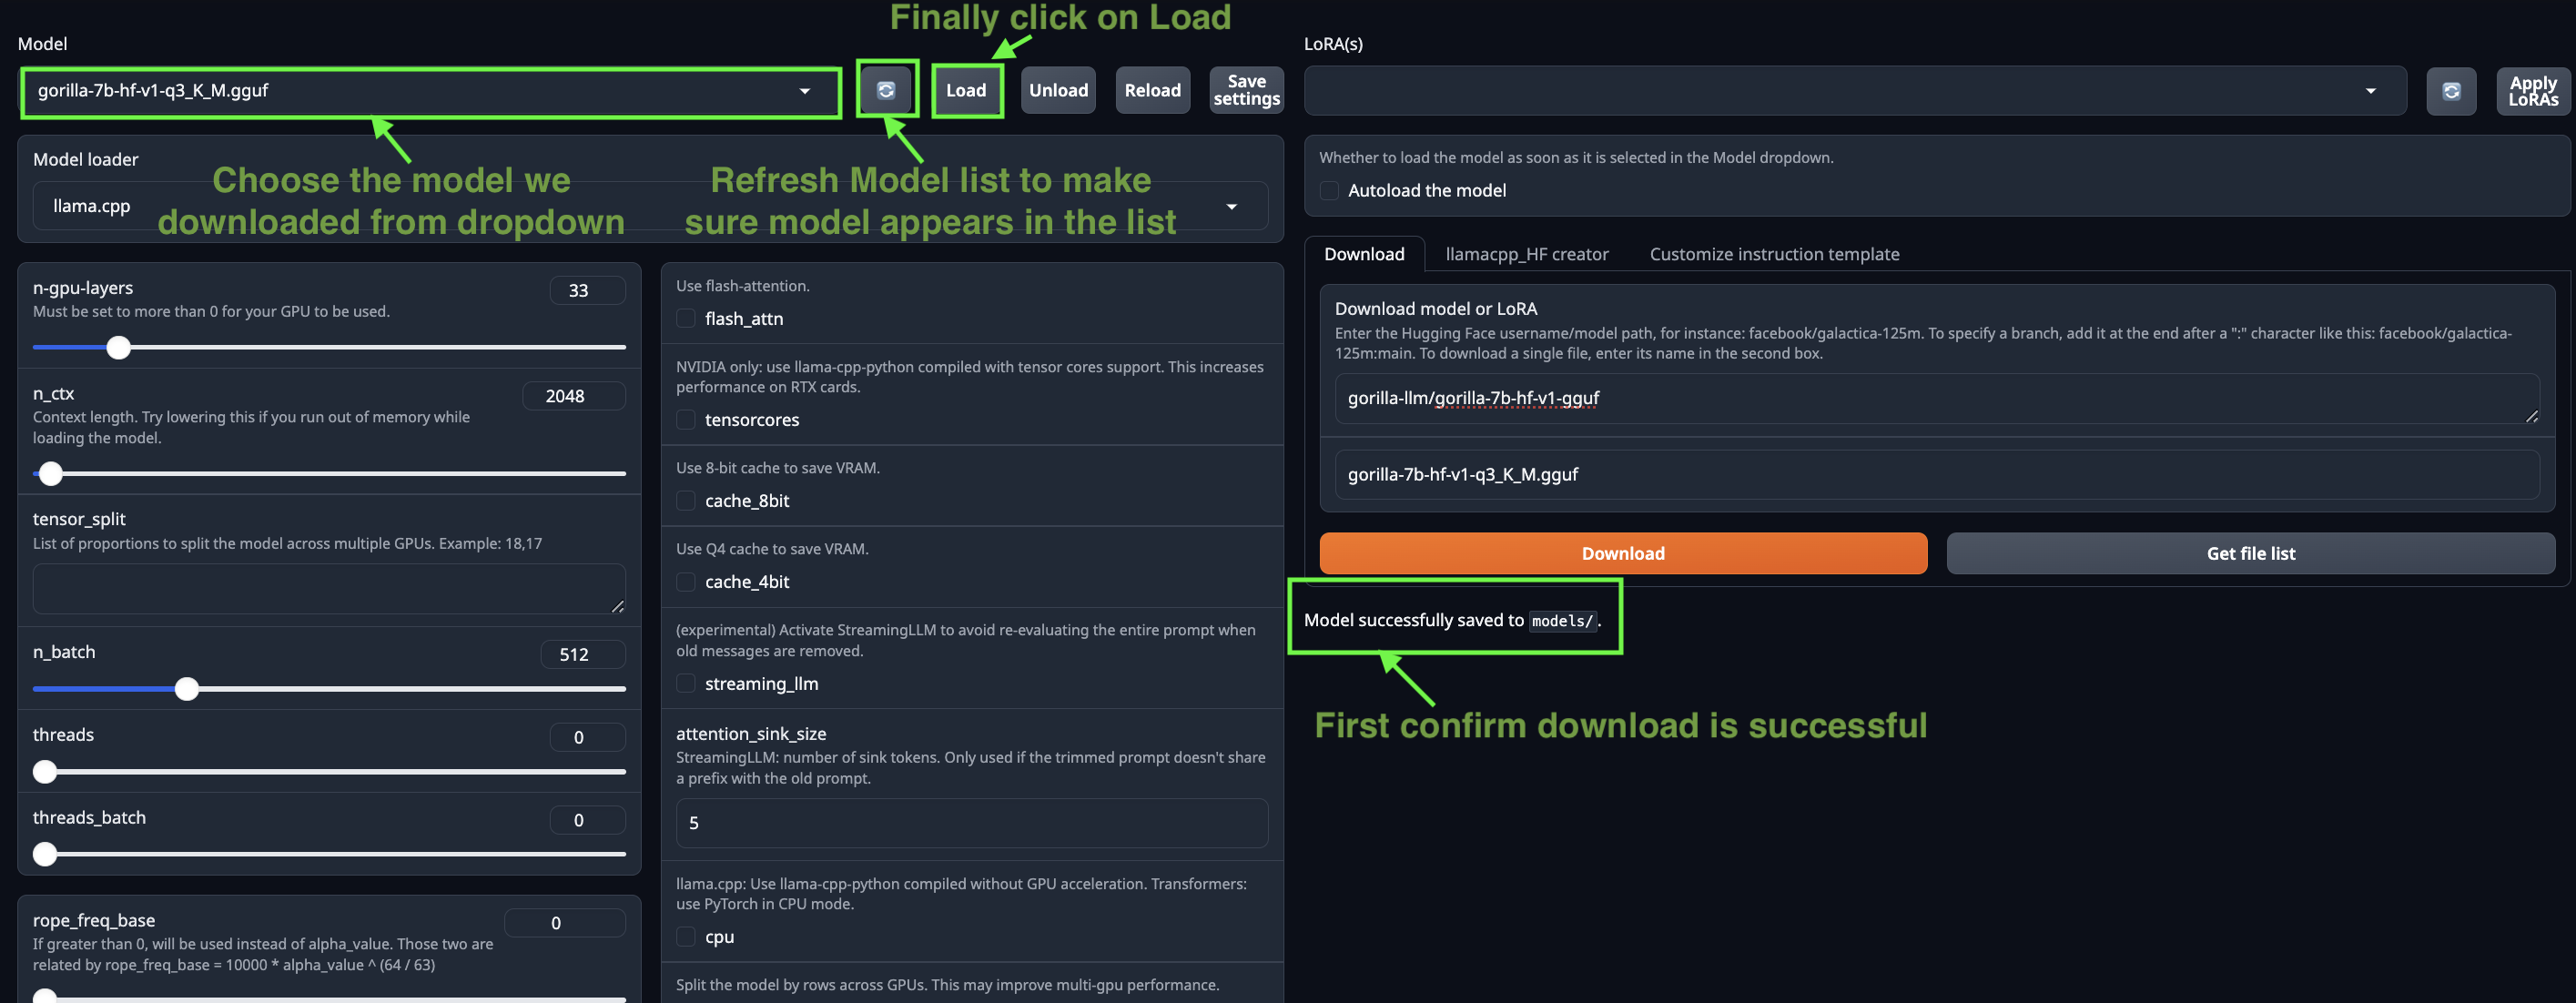 Finally click on Load
Model
gorilla-7b-hf-v1-q3_K_M.gguf
Load
Unload
Reload
Save
settings
Choose the model we
downloaded from dropdown
Refresh Model list to make
sure model appears in the list
Model loader
llama.cpp
n-gpu-layers
33
Must be set to more than 0 for your GPU to be used.
n_ctx
2048
Context length. Try lowering this if you run out of memory while
loading the model.
tensor_split
List of proportions to split the model across multiple GPUs. Example: 18,17
n_batch
512
threads
0
threads_batch
0
rope_freq_base
0
If greater than 0, will be used instead of alpha_value. Those two are
related by rope_freq_base = 10000 * alpha_value ^ (64 / 63)
Use flash-attention.
flash_attn
NVIDIA only: use llama-cpp-python compiled with tensor cores support. This increases
performance on RTX cards.
tensorcores
Use 8-bit cache to save VRAM.
cache_8bit
Use Q4 cache to save VRAM.
cache_4bit
(experimental) Activate StreamingLLM to avoid re-evaluating the entire prompt when
old messages are removed.
streaming_llm
attention_sink_size
StreamingLLM: number of sink tokens. Only used if the trimmed prompt doesn't share
a prefix with the old prompt.
5
llama.cpp: Use llama-cpp-python compiled without GPU acceleration. Transformers:
use PyTorch in CPU mode.
cpu
Split the model by rows across GPUs. This may improve multi-gpu performance.
LoRA(s)
Apply
LoRAs
Whether to load the model as soon as it is selected in the Model dropdown.
Autoload the model
Download
llamacpp_HF creator
Customize instruction template
Download model or LoRA
Enter the Hugging Face username/model path, for instance: facebook/galactica-125m. To specify a branch, add it at the end after a ":" character like this: facebook/galactica-
125m:main. To download a single file, enter its name in the second box.
gorilla-llm/gorilla-7b-hf-v1-gguf
gorilla-7b-hf-v1-q3_K_M.gguf
Download
Get file list
Model successfully saved to models/.
First confirm download is successful